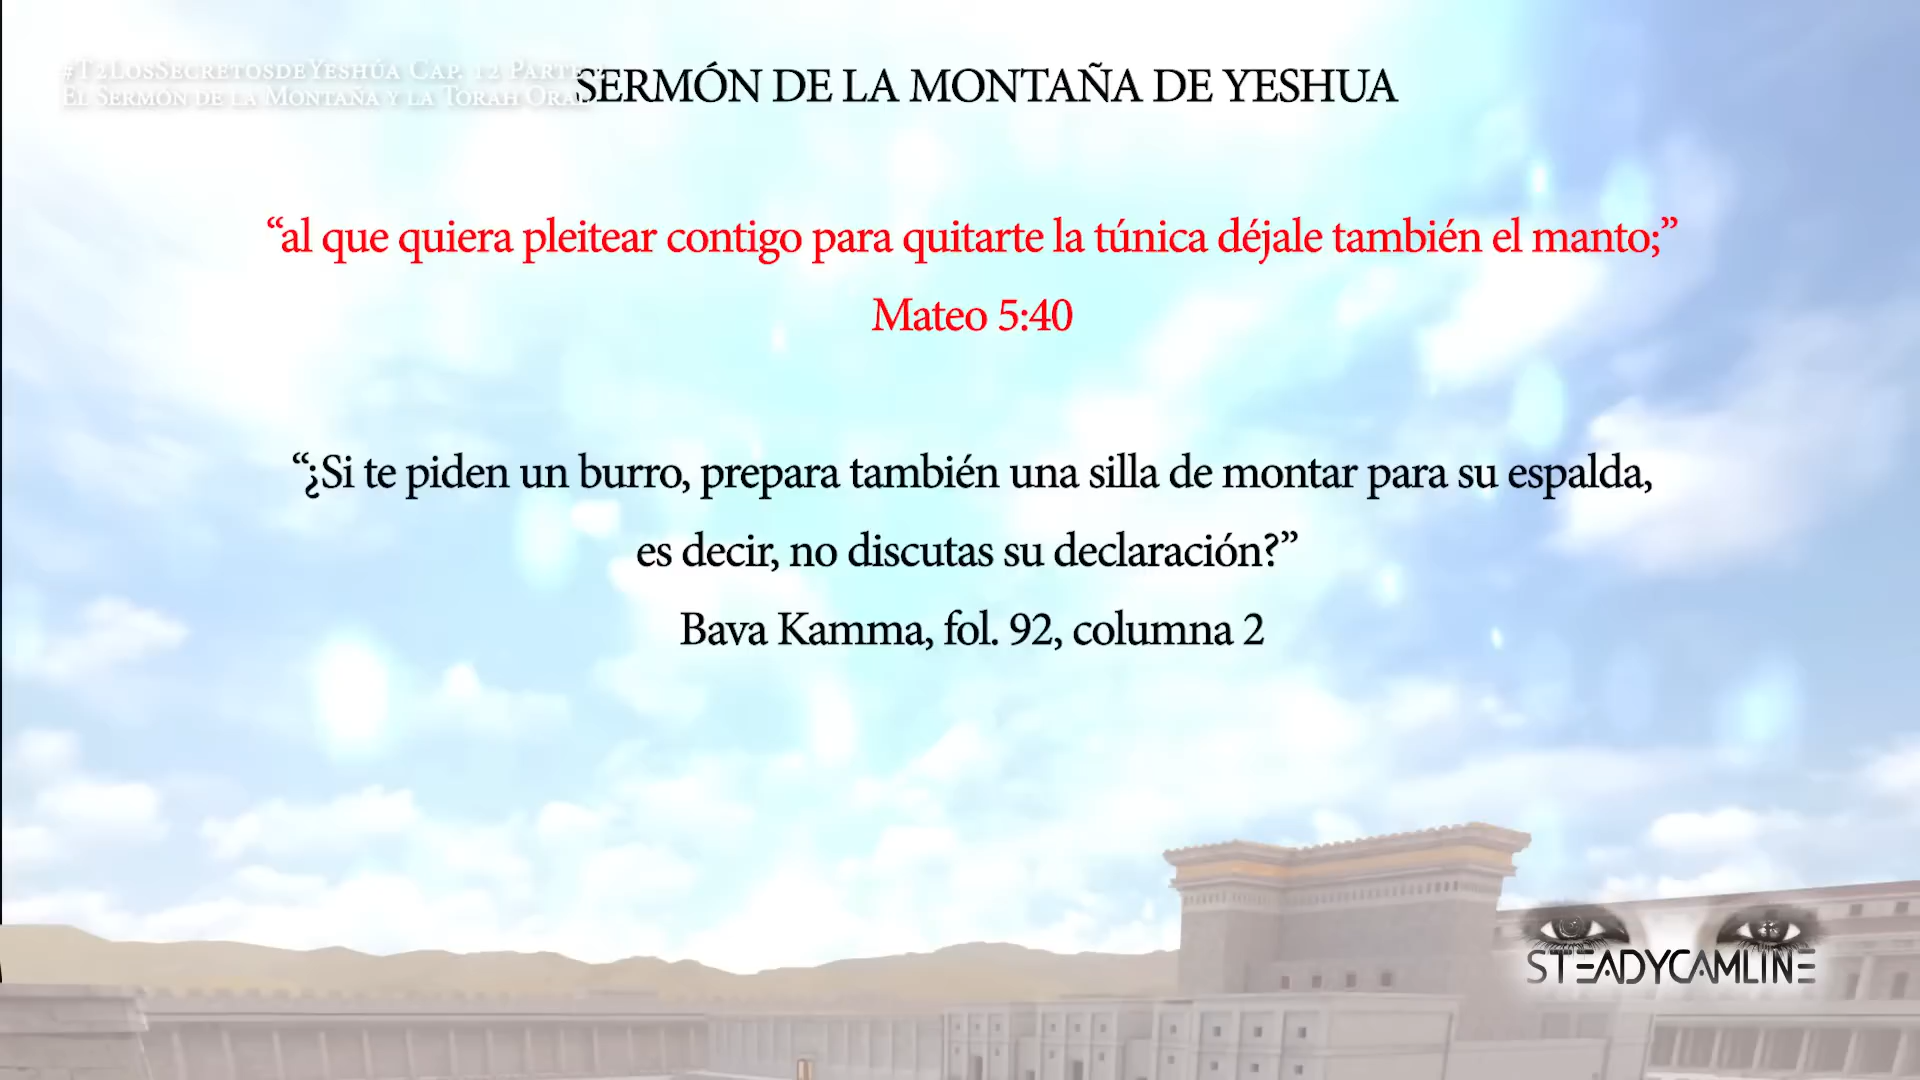 #T2LosSecretosdeYeshúa Cap. 12 Parte
El Sermón de la Montaña y la Torah Oral
SERMÓN DE LA MONTAÑA DE YESHUA
“al que quiera pleitear contigo para quitarte la túnica déjale también el manto;”
Mateo 5:40
“¿Si te piden un burro, prepara también una silla de montar para su espalda,
es decir, no discutas su declaración?”
Bava Kamma, fol. 92, columna 2
STEADYCAMLINE